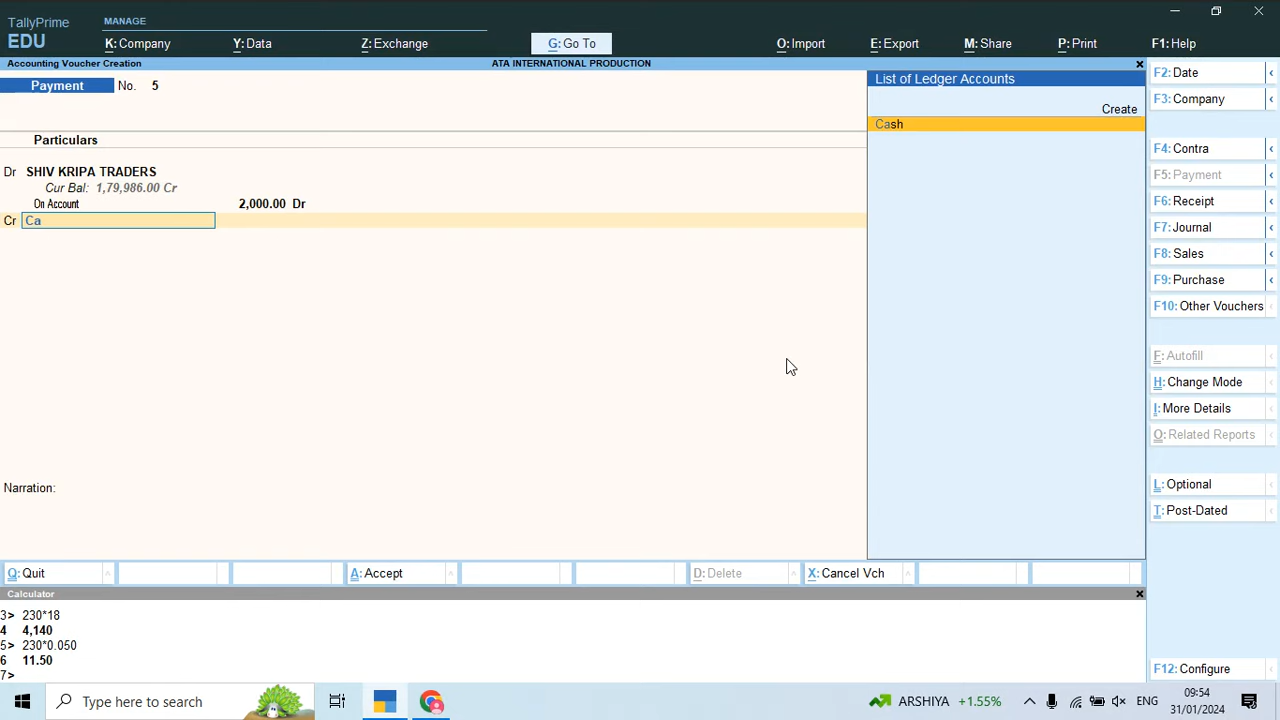 TallyPrime
EDU
MANAGE
K: Company
Y: Data
Z: Exchange
G: Go To
O: Import
E: Export
M: Share
P: Print
F1: Help
Accounting Voucher Creation
ATA INTERNATIONAL PRODUCTION
Payment No. 5
Particulars
Dr SHIV KRIPA TRADERS
Cur Bal: 1,79,986.00 Cr
On Account 2,000.00 Dr
Cr Ca
Narration:
List of Ledger Accounts
Create
Cash
F2: Date
F3: Company
F4: Contra
F5: Payment
F6: Receipt
F7: Journal
F8: Sales
F9: Purchase
F10: Other Vouchers
F: Autofill
H: Change Mode
I: More Details
O: Related Reports
L: Optional
T: Post-Dated
F12: Configure
Q: Quit
A: Accept
D: Delete
X: Cancel Vch
Calculator
3> 230*18
4 4,140
5> 230*0.050
6 11.50
7>
Type here to search
ARSHIYA +1.55%
ENG
09:54
31/01/2024